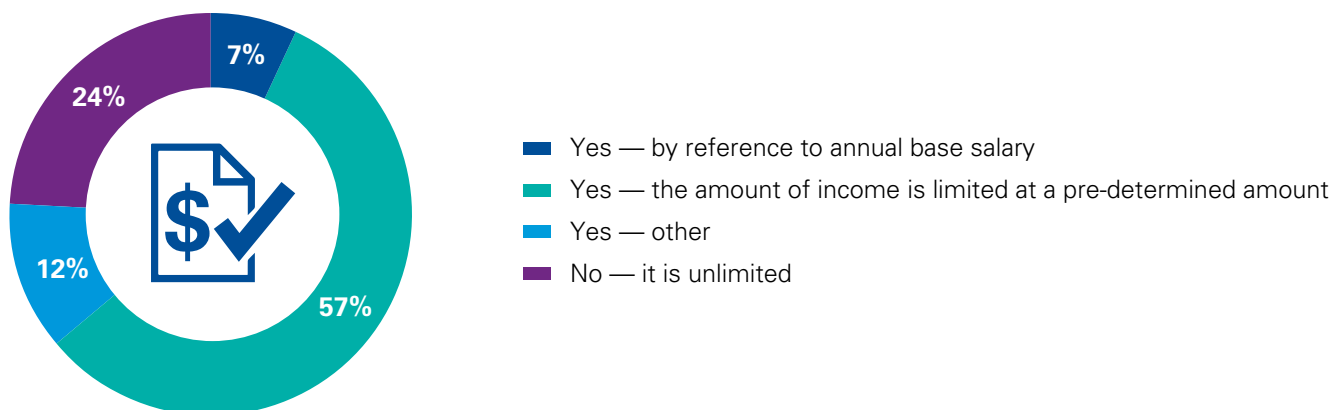 7%
24%
12%
57%
$
Yes — by reference to annual base salary
Yes — the amount of income is limited at a pre-determined amount
Yes — other
No — it is unlimited